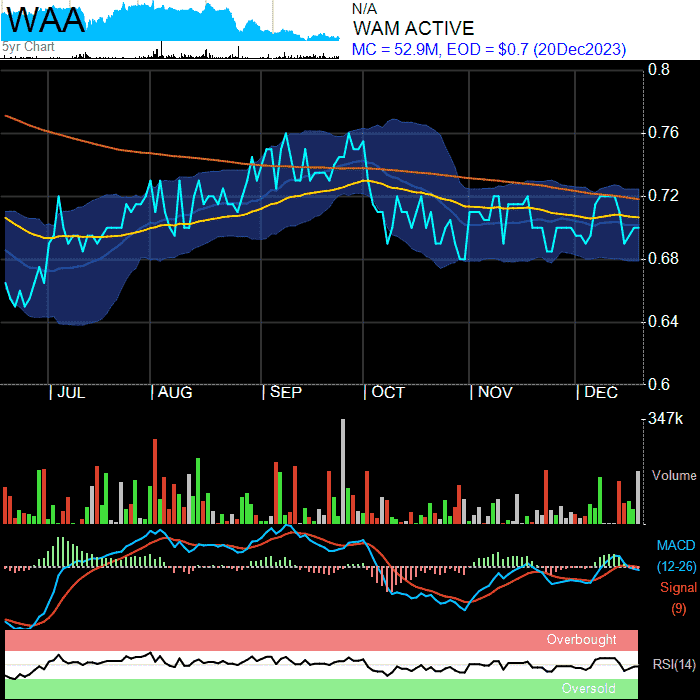 WAA
5yr Chart
N/A
WAM ACTIVE
MC = 52.9M, EOD = $0.7 (20Dec2023)
0.8
0.76
0.72
0.68
0.64
0.6
| JUL | AUG | SEP | OCT | NOV | DEC
347k
Volume
MACD
(12-26)
Signal
(9)
Overbought
RSI(14)
Oversold